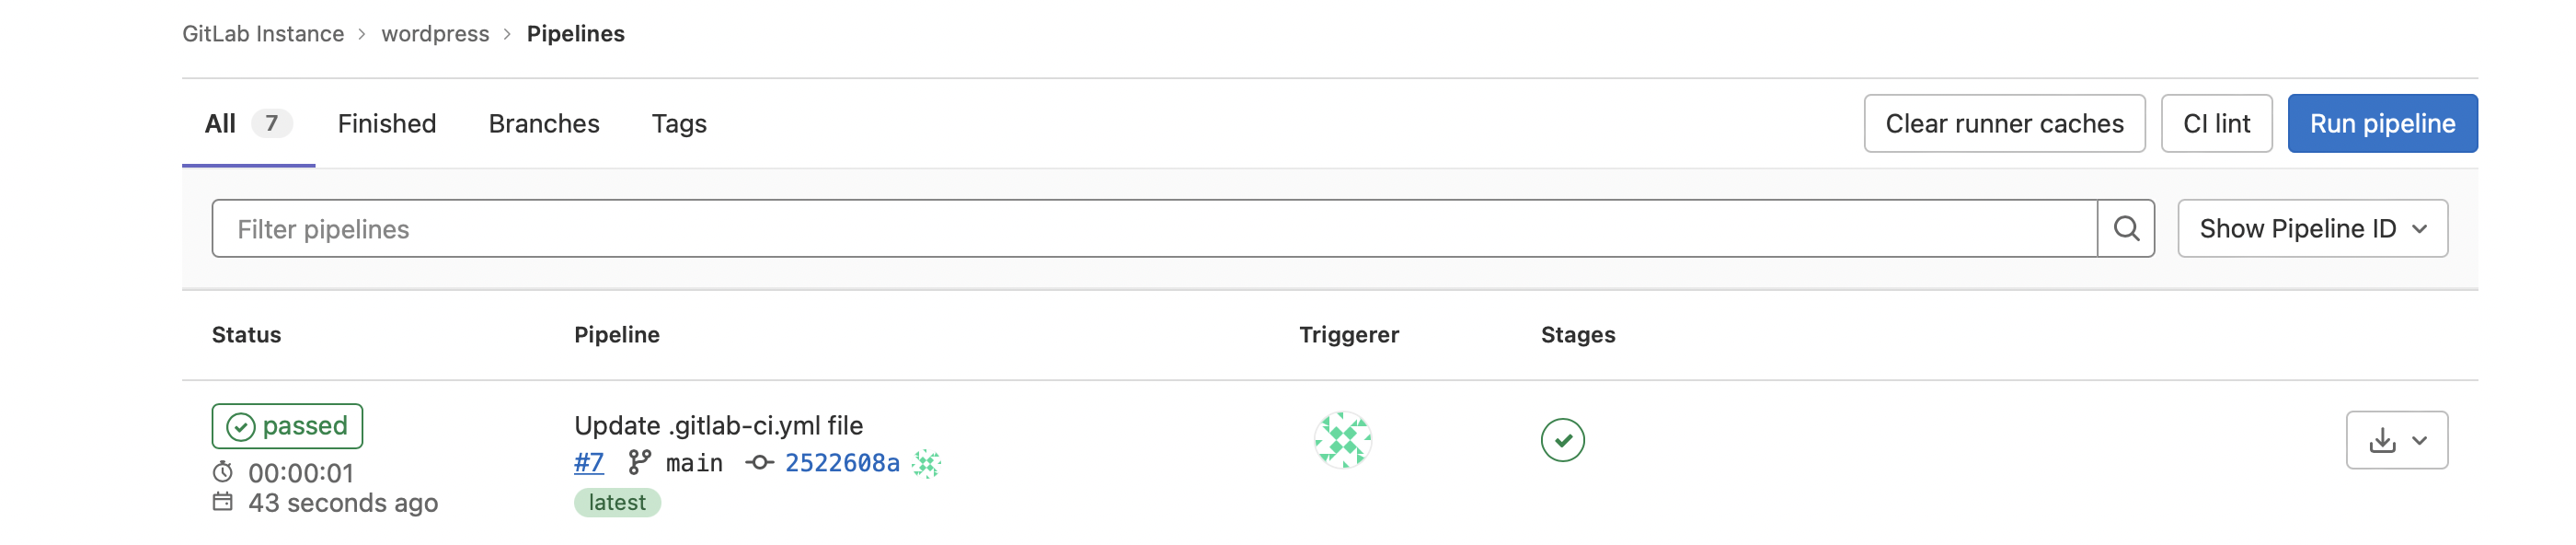 GitLab Instance > wordpress > Pipelines
All 7 Finished Branches Tags Clear runner caches CI lint Run pipeline
Filter pipelines Show Pipeline ID
Status Pipeline Triggerer Stages
passed Update .gitlab-ci.yml file
#7 main 2522608a
00:00:01
43 seconds ago latest